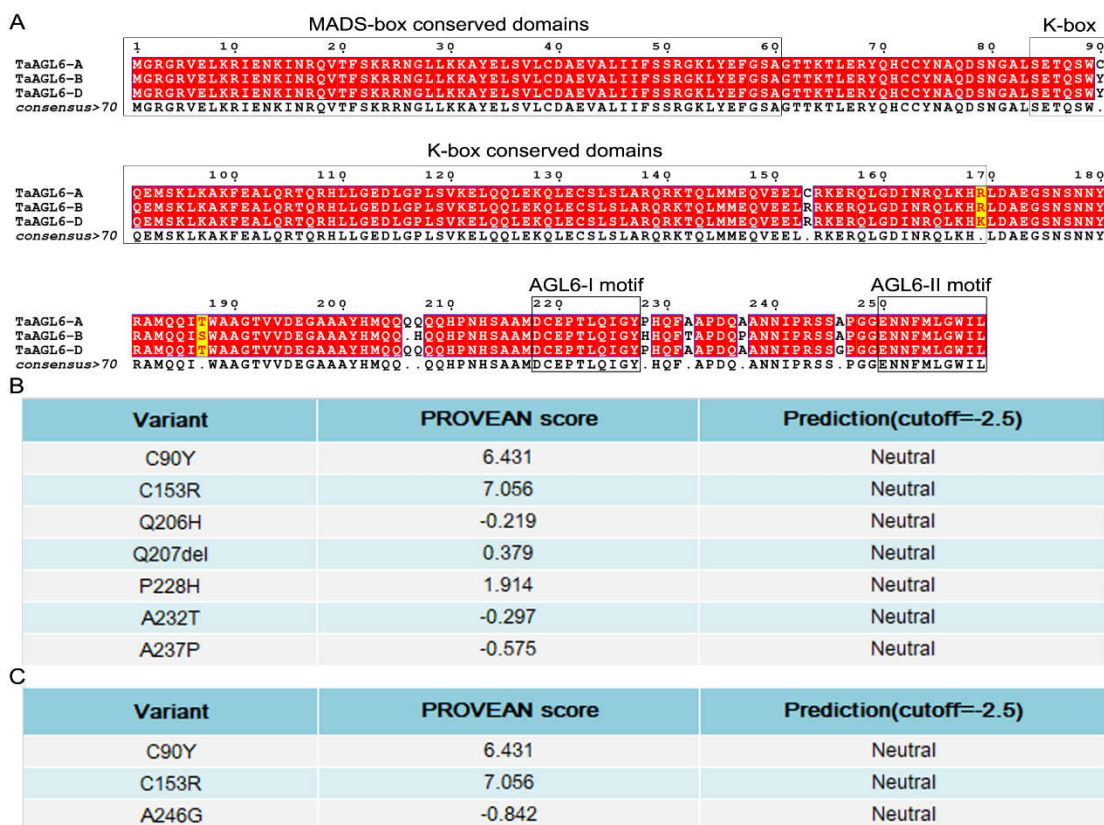 A
MADS-box conserved domains K-box
1 10 20 30 40 50 60 70 80 90
TaAGL6-A MGRGRVELKRIENKINRQVTFSKRRNGLLKKAYELSVLCDAEVALIIFSSRGKLYEFGSAGTTKTLERYQHCCYNAQDSNGALSETQSWC
TaAGL6-B MGRGRVELKRIENKINRQVTFSKRRNGLLKKAYELSVLCDAEVALIIFSSRGKLYEFGSAGTTKTLERYQHCCYNAQDSNGALSETQSWY
TaAGL6-D MGRGRVELKRIENKINRQVTFSKRRNGLLKKAYELSVLCDAEVALIIFSSRGKLYEFGSAGTTKTLERYQHCCYNAQDSNGALSETQSWY
consensus>70 MGRGRVELKRIENKINRQVTFSKRRNGLLKKAYELSVLCDAEVALIIFSSRGKLYEFGSAGTTKTLERYQHCCYNAQDSNGALSETQSW.
K-box conserved domains
100 110 120 130 140 150 160 170 180
TaAGL6-A QEMSKLKAKFEALQRTQRHLLGEDLGPLSVKELQQLEKQLECSLSLARQRKTQLMMEQVEELCRKERQLGDINRQLKHRLDAEGSNSNNY
TaAGL6-B QEMSKLKAKFEALQRTQRHLLGEDLGPLSVKELQQLEKQLECSLSLARQRKTQLMMEQVEELRRKERQLGDINRQLKHRLDAEGSNSNNY
TaAGL6-D QEMSKLKAKFEALQRTQRHLLGEDLGPLSVKELQQLEKQLECSLSLARQRKTQLMMEQVEELRRKERQLGDINRQLKHKLDAEGSNSNNY
consensus>70 QEMSKLKAKFEALQRTQRHLLGEDLGPLSVKELQQLEKQLECSLSLARQRKTQLMMEQVEEL.RKERQLGDINRQLKH.LDAEGSNSNNY
AGL6-I motif AGL6-II motif
190 200 210 220 230 240 250
TaAGL6-A RAMQQITWAAGTVVDEGAAAYHMQQQQQQHPNHSAAMDCEPTLQIGYPHQFAAPDQAANNIPRSSAPGGENNFMLGWIL
TaAGL6-B RAMQQISWAAGTVVDEGAAAYHMQQ.HQQHPNHSAAMDCEPTLQIGYHHQFTAPDQPANNIPRSSAPGGENNFMLGWIL
TaAGL6-D RAMQQITWAAGTVVDEGAAAYHMQQQQQQHPNHSAAMDCEPTLQIGYPHQFAAPDQAANNIPRSSGPGGENNFMLGWIL
consensus>70 RAMQQI.WAAGTVVDEGAAAYHMQQ..QQHPNHSAAMDCEPTLQIGY.HQF.APDQ.ANNIPRSS.PGGENNFMLGWIL
B
Variant PROVEAN score Prediction(cutoff=-2.5)
C90Y 6.431 Neutral
C153R 7.056 Neutral
Q206H -0.219 Neutral
Q207del 0.379 Neutral
P228H 1.914 Neutral
A232T -0.297 Neutral
A237P -0.575 Neutral
C
Variant PROVEAN score Prediction(cutoff=-2.5)
C90Y 6.431 Neutral
C153R 7.056 Neutral
A246G -0.842 Neutral